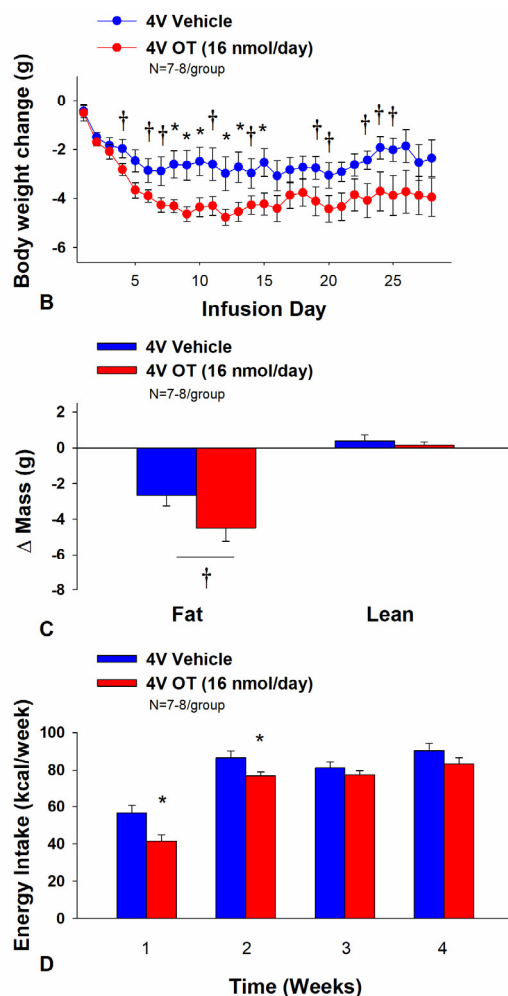 4V Vehicle
4V OT (16 nmol/day)
N=7-8/group
Body weight change (g)
† † † * * * † * * † * † † † † †
0
-2
-4
-6
5 10 15 20 25
B
Infusion Day
4V Vehicle
4V OT (16 nmol/day)
N=7-8/group
Δ Mass (g)
2
0
-2
-4
-6
-8
†
C
Fat Lean
4V Vehicle
4V OT (16 nmol/day)
N=7-8/group
Energy Intake (kcal/week)
100
80
60
40
20
0
* *
1 2 3 4
D
Time (Weeks)